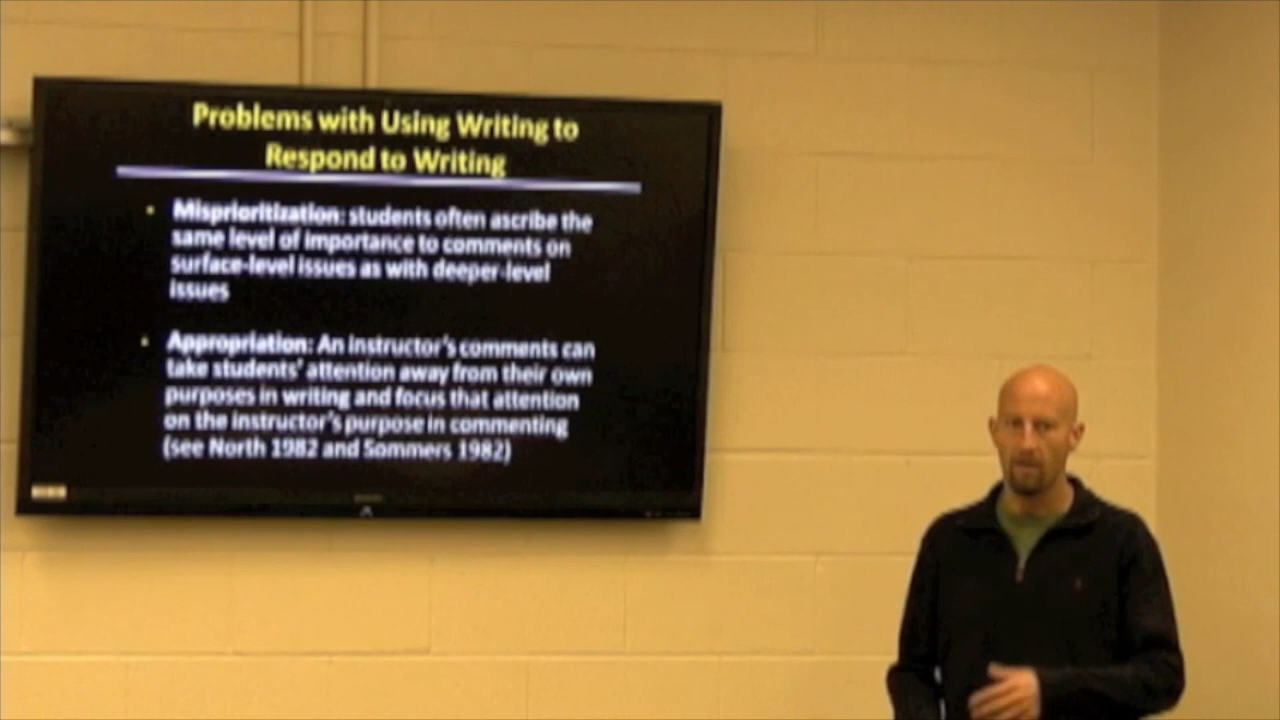 Problems with Using Writing to
Respond to Writing
Misprioritization: students often ascribe the
same level of importance to comments on
surface-level issues as with deeper-level
issues
Appropriation: An instructor's comments can
take students' attention away from their own
purposes in writing and focus that attention
on the instructor's purpose in commenting
(see North 1982 and Sommers 1982)